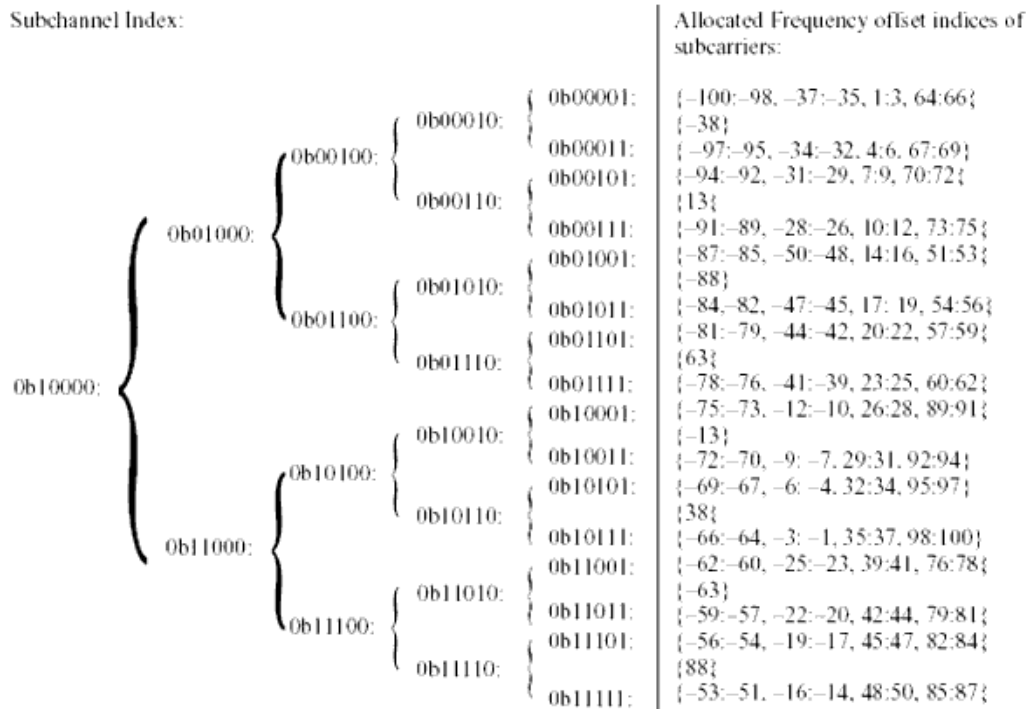 Subchannel Index:
Allocated Frequency offset indices of
subcarriers:
0b10000:
0b01000:
0b11000:
0b00100:
0b01100:
0b10100:
0b11100:
0b00010:
0b00110:
0b01010:
0b01110:
0b10010:
0b10110:
0b11010:
0b11110:
0b00001: {–100:–98, –37:–35, 1:3, 64:66}
{–38}
0b00011: { –97:–95, –34:–32, 4:6, 67:69}
0b00101: {–94:–92, –31:–29, 7:9, 70:72}
{13}
0b00111: {–91:–89, –28:–26, 10:12, 73:75}
0b01001: {–87:–85, –50:–48, 14:16, 51:53}
{–88}
0b01011: {–84,–82, –47:–45, 17: 19, 54:56}
0b01101: {–81:–79, –44:–42, 20:22, 57:59}
{63}
0b01111: {–78:–76, –41:–39, 23:25, 60:62}
0b10001: {–75:–73, –12:–10, 26:28, 89:91}
{–13}
0b10011: {–72:–70, –9: –7, 29:31, 92:94}
0b10101: {–69:–67, –6: –4, 32:34, 95:97}
{38}
0b10111: {–66:–64, –3: –1, 35:37, 98:100}
0b11001: {–62:–60, –25:–23, 39:41, 76:78}
{–63}
0b11011: {–59:–57, –22:–20, 42:44, 79:81}
0b11101: {–56:–54, –19:–17, 45:47, 82:84}
{88}
0b11111: {–53:–51, –16:–14, 48:50, 85:87}